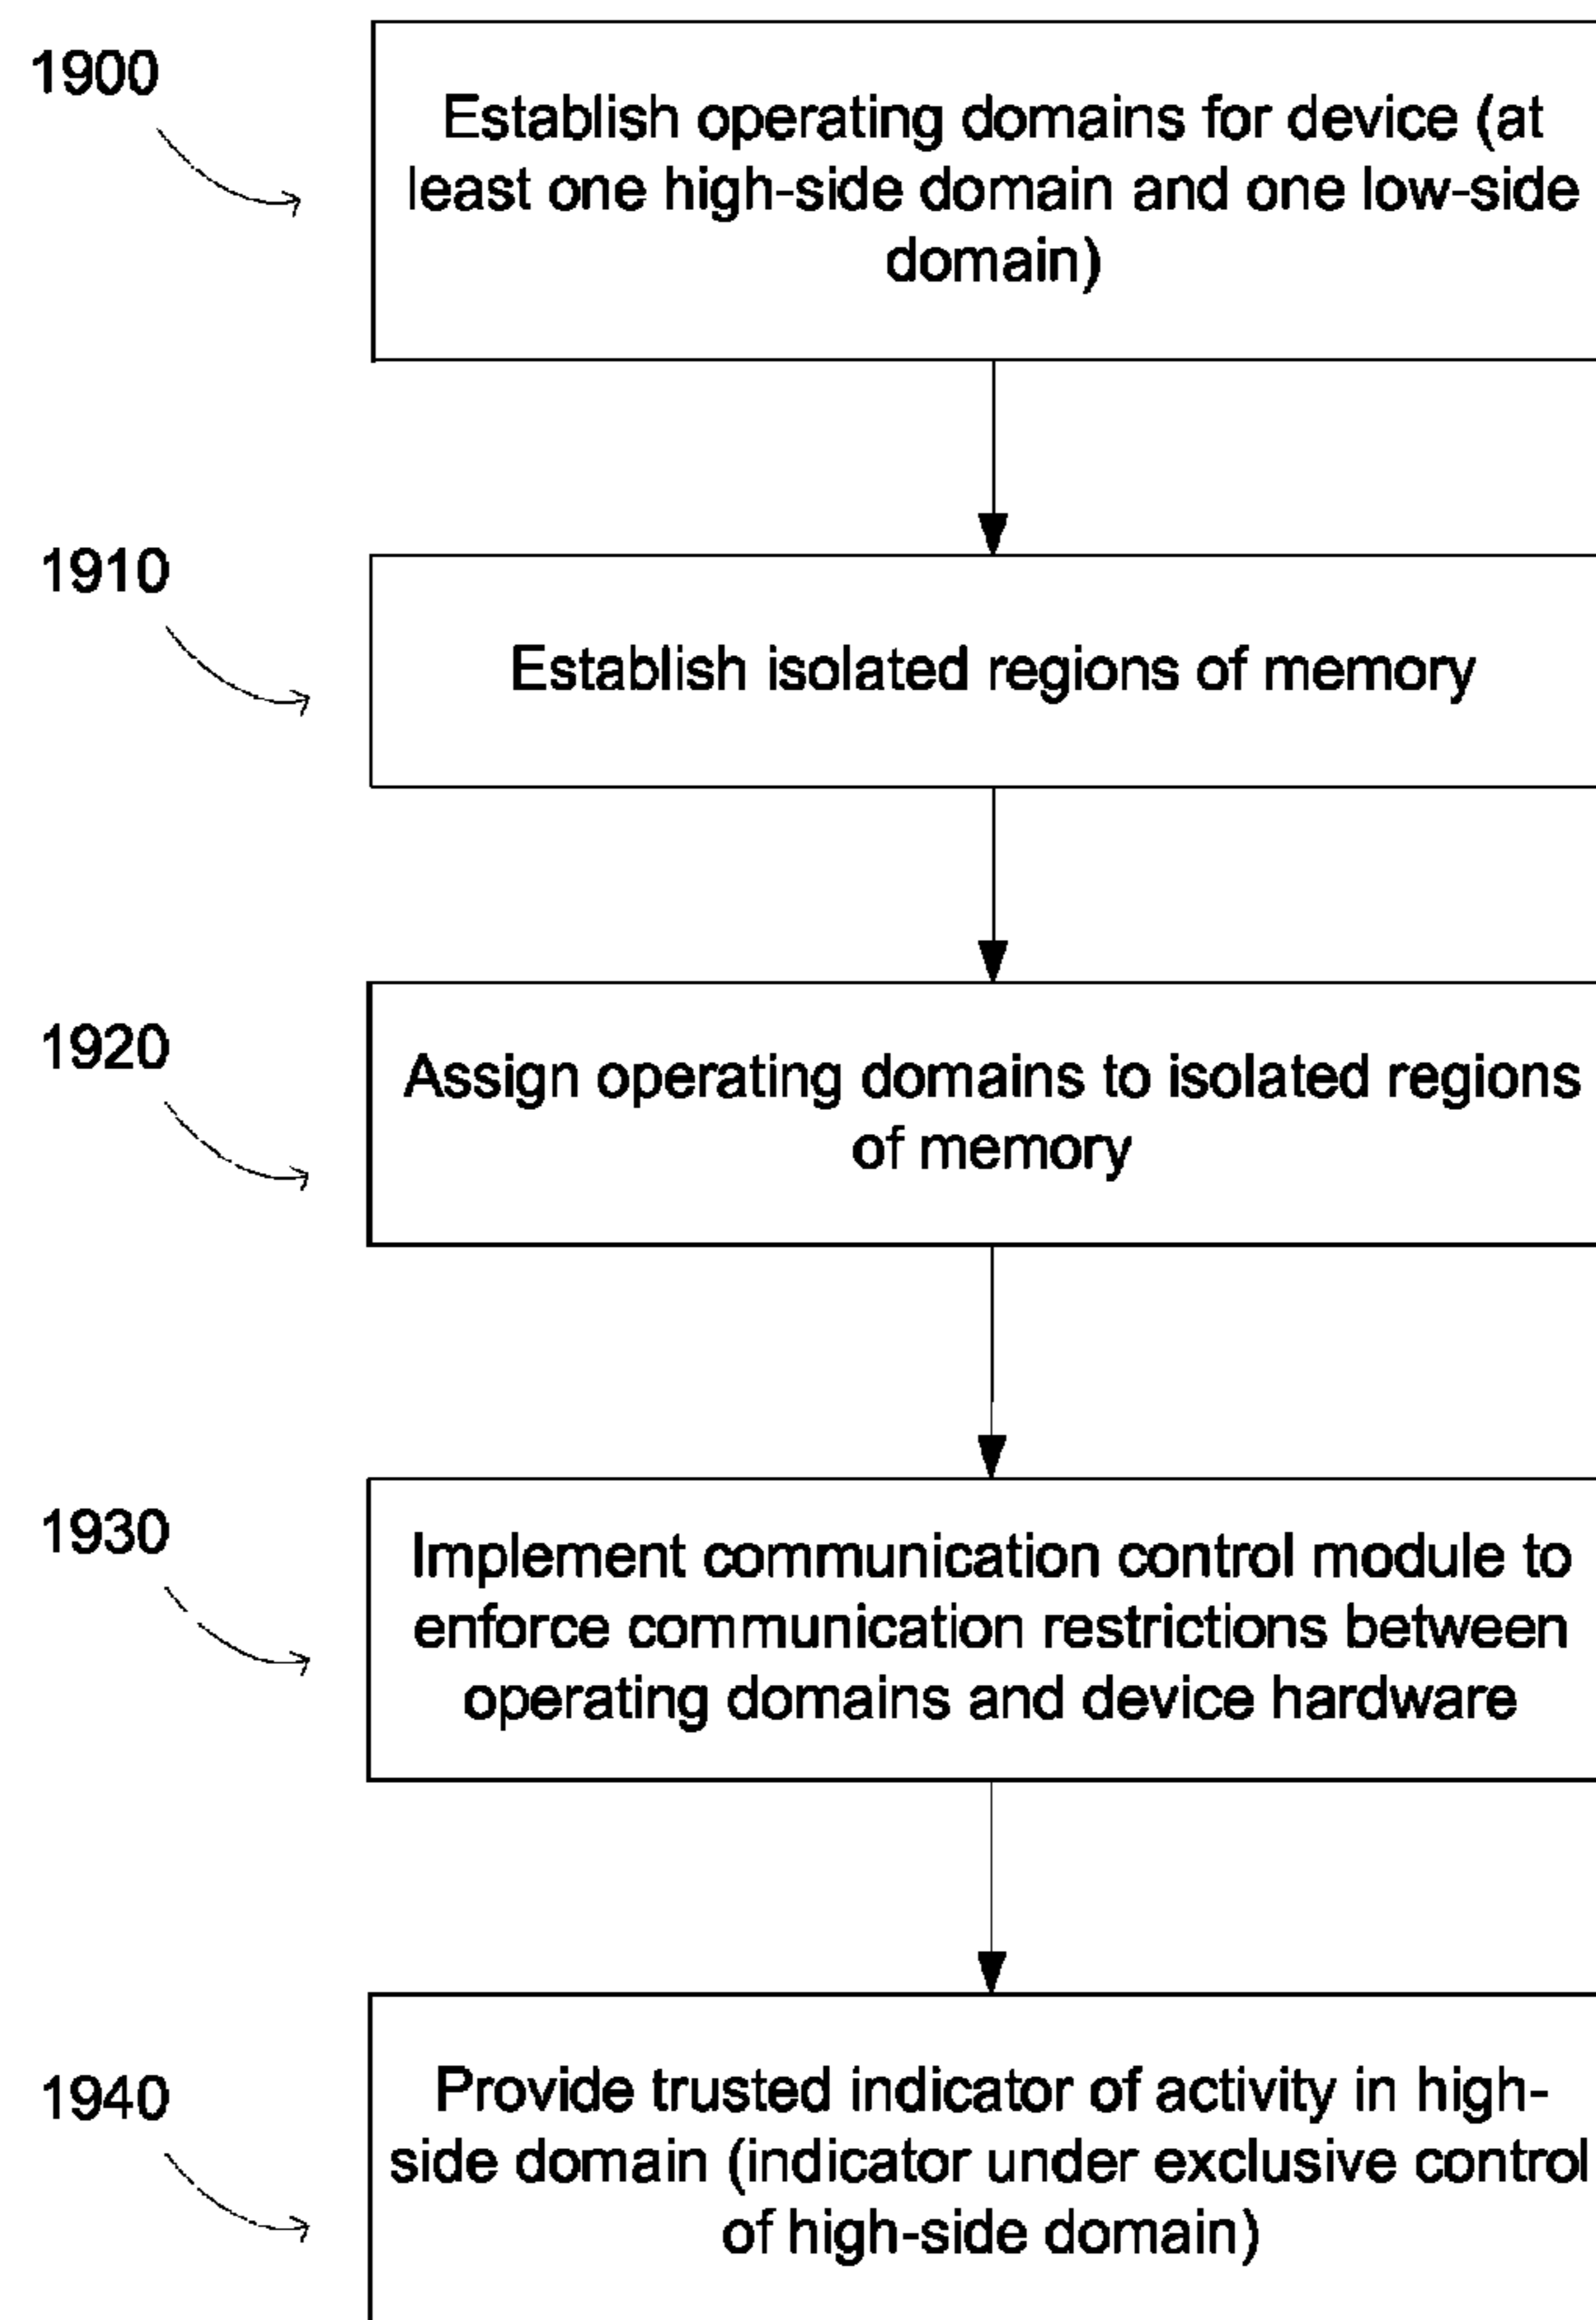 1900
Establish operating domains for device (at
least one high-side domain and one low-side
domain)
1910
Establish isolated regions of memory
1920
Assign operating domains to isolated regions
of memory
1930
Implement communication control module to
enforce communication restrictions between
operating domains and device hardware
1940
Provide trusted indicator of activity in high-
side domain (indicator under exclusive control
of high-side domain)